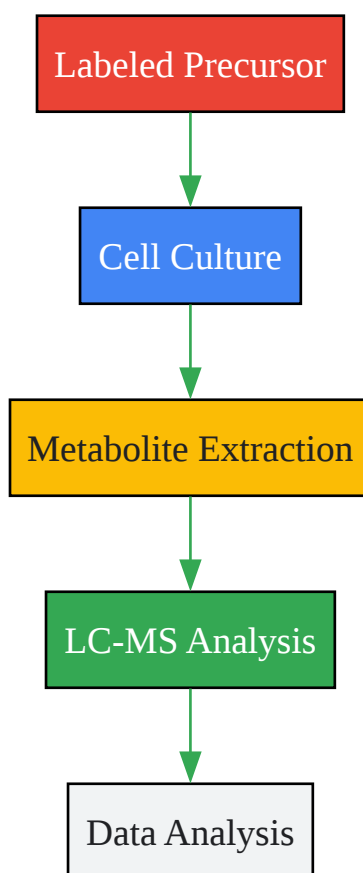 Labeled Precursor
Cell Culture
Metabolite Extraction
LC-MS Analysis
Data Analysis